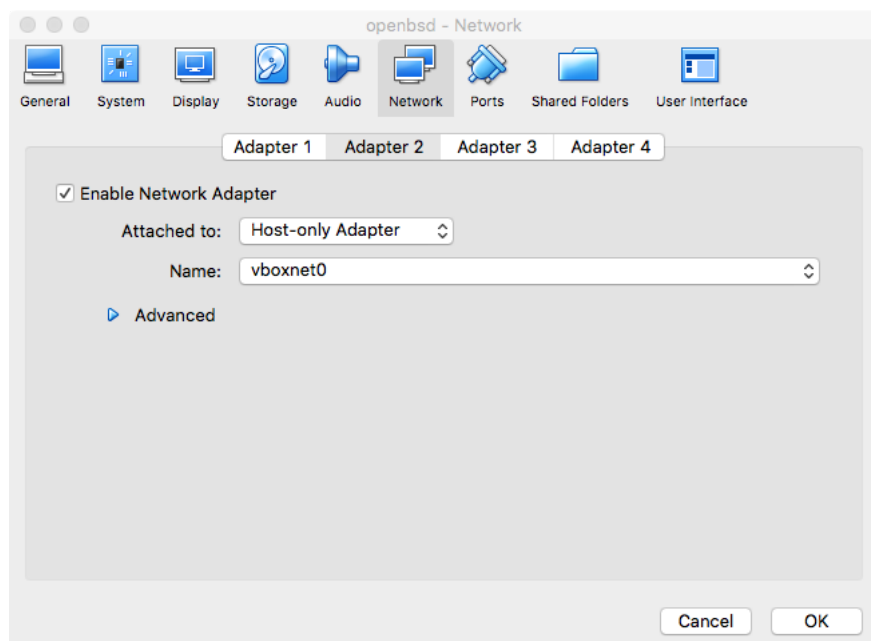 openbsd - Network
General System Display Storage Audio Network Ports Shared Folders User Interface
Adapter 1 Adapter 2 Adapter 3 Adapter 4
Enable Network Adapter
Attached to: Host-only Adapter
Name: vboxnet0
Advanced
Cancel OK